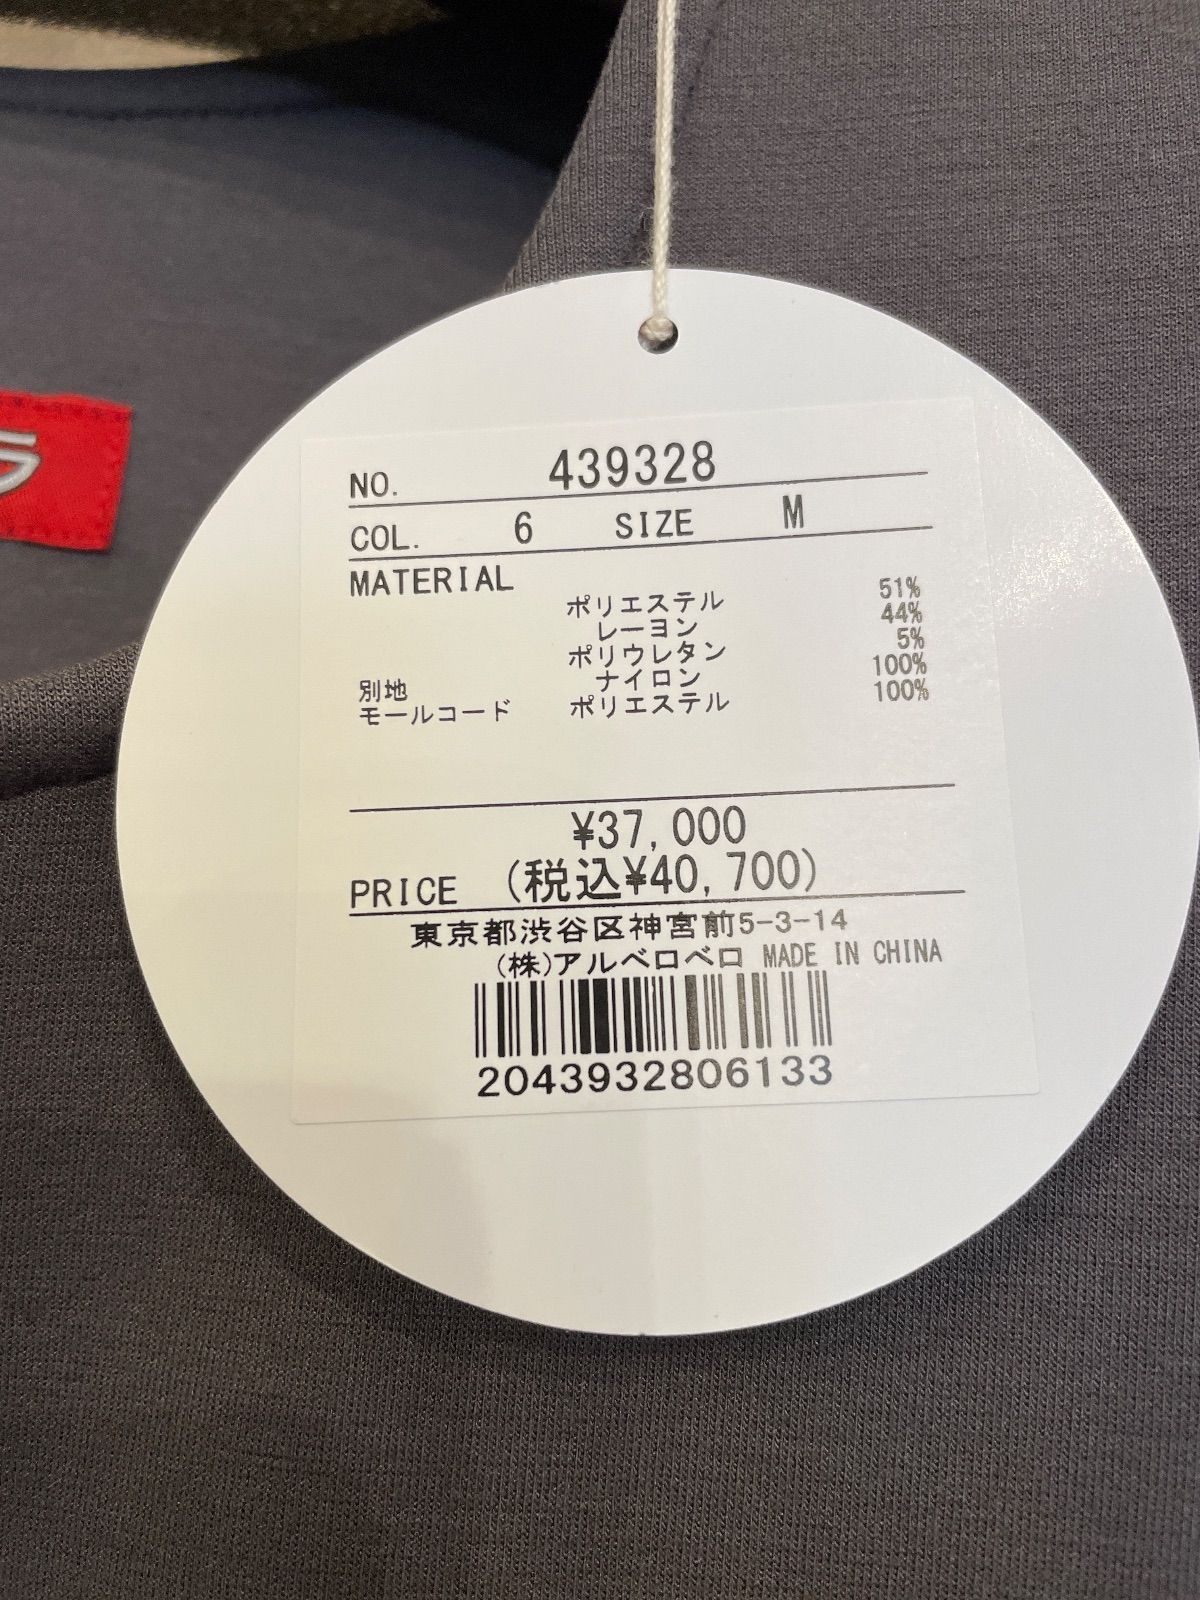 NO. 439328
COL. 6 SIZE M
MATERIAL
ポリエステル 51%
レーヨン 44%
ポリウレタン 5%
別地 ナイロン 100%
モールコード ポリエステル 100%
¥37,000
PRICE (税込¥40,700)
東京都渋谷区神宮前5-3-14
(株)アルベロベロ MADE IN CHINA
2043932806133